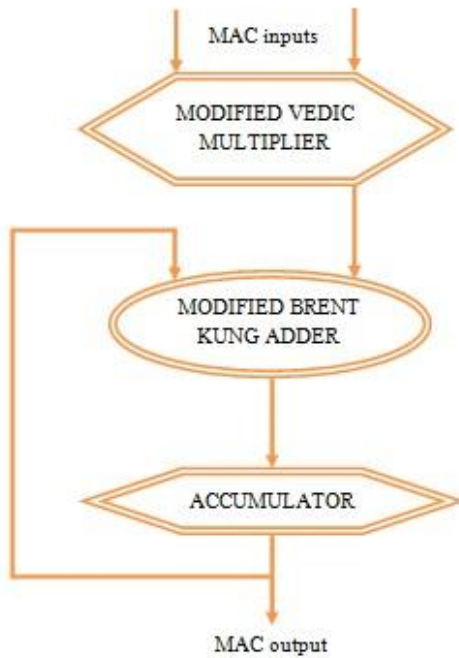 MAC inputs
MODIFIED VEDIC
MULTIPLIER
MODIFIED BRENT
KUNG ADDER
ACCUMULATOR
MAC output